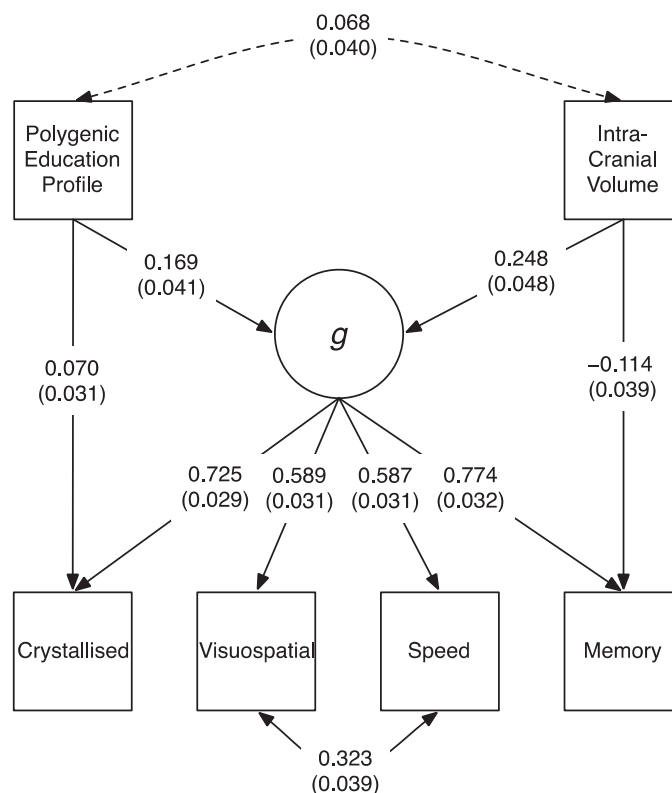 0.068
(0.040)
Polygenic
Education
Profile
Intra-
Cranial
Volume
0.169
(0.041)
0.248
(0.048)
g
0.070
(0.031)
−0.114
(0.039)
0.725
(0.029)
0.589
(0.031)
0.587
(0.031)
0.774
(0.032)
Crystallised
Visuospatial
Speed
Memory
0.323
(0.039)